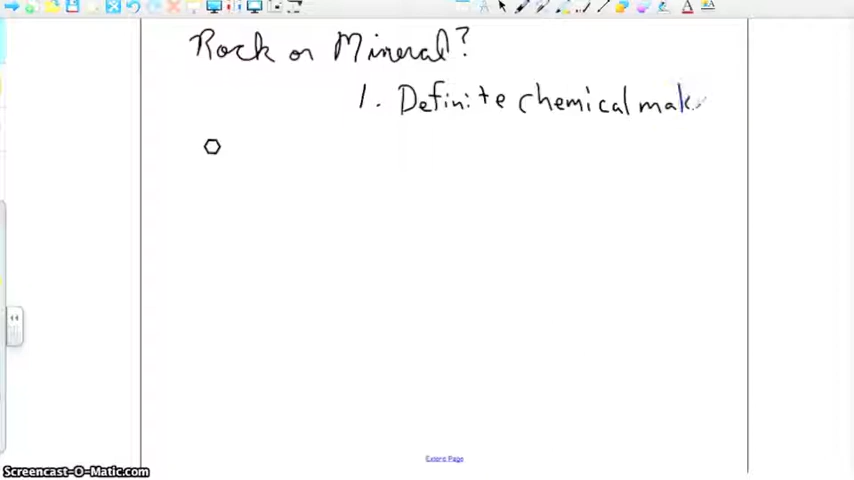 Rock or Mineral?
1. Definite chemical mak
Extend Page
Screencast-O-Matic.com